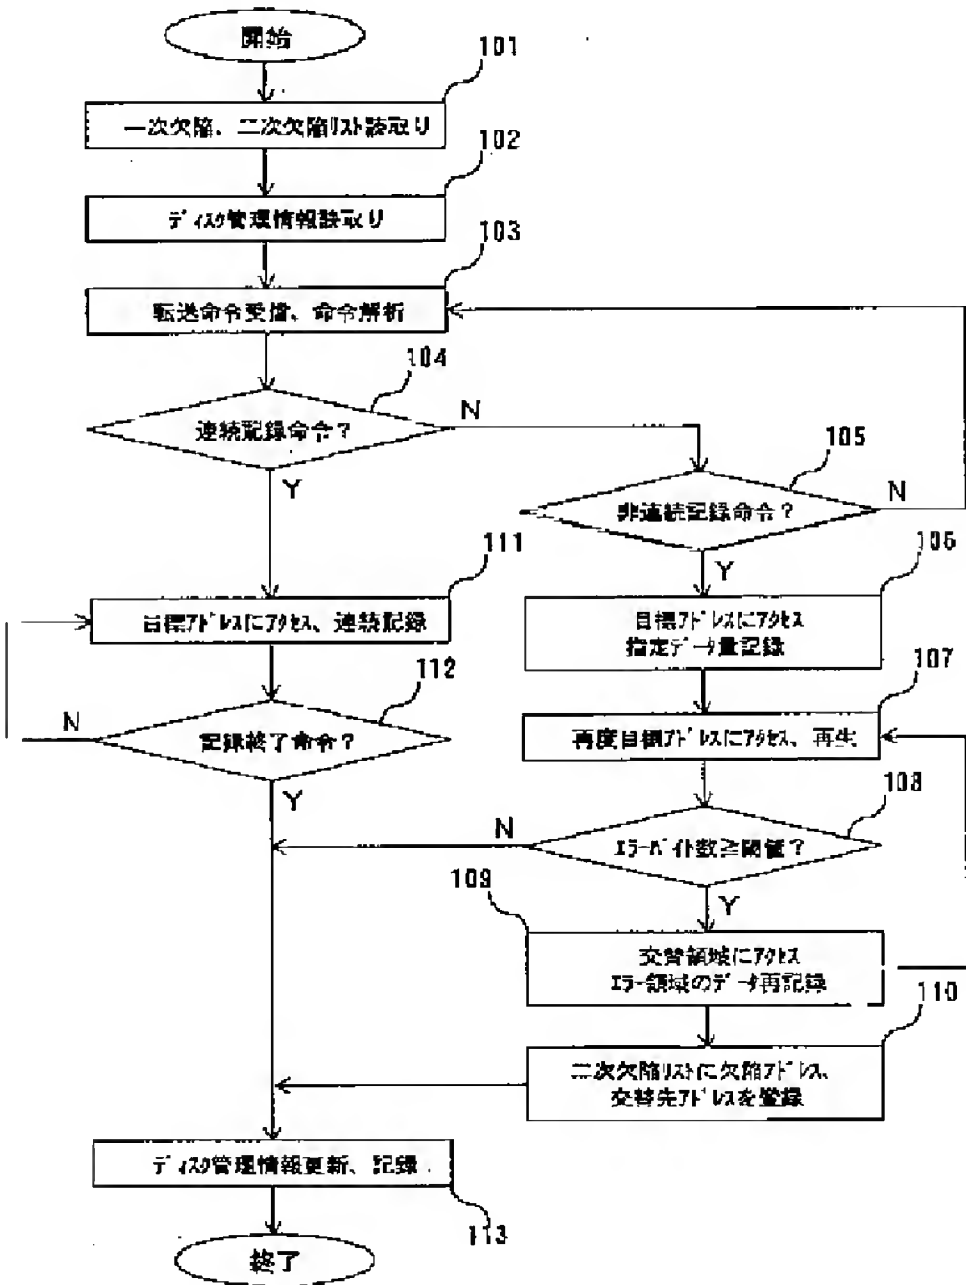 開始
101
一次欠陥、二次欠陥リスト読取り
102
ディスク管理情報読取り
103
転送命令受信、命令解析
104
連続記録命令？
N
Y
105
非連続記録命令？
N
Y
106
目標アドレスにアクセス
指定データ量記録
111
目標アドレスにアクセス、連続記録
112
記録終了命令？
N
Y
107
再度目標アドレスにアクセス、再生
108
エラーバイト数≧閾値？
N
Y
109
交替領域にアクセス
エラー領域のデータ再記録
110
二次欠陥リストに欠陥アドレス、
交替先アドレスを登録
ディスク管理情報更新、記録
113
終了